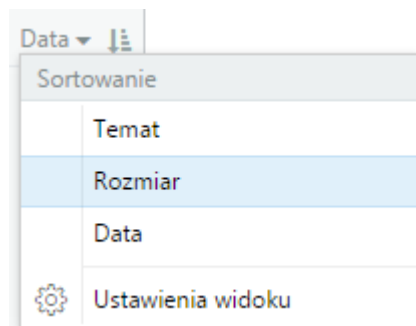 Data
Sortowanie
Temat
Rozmiar
Data
Ustawienia widoku